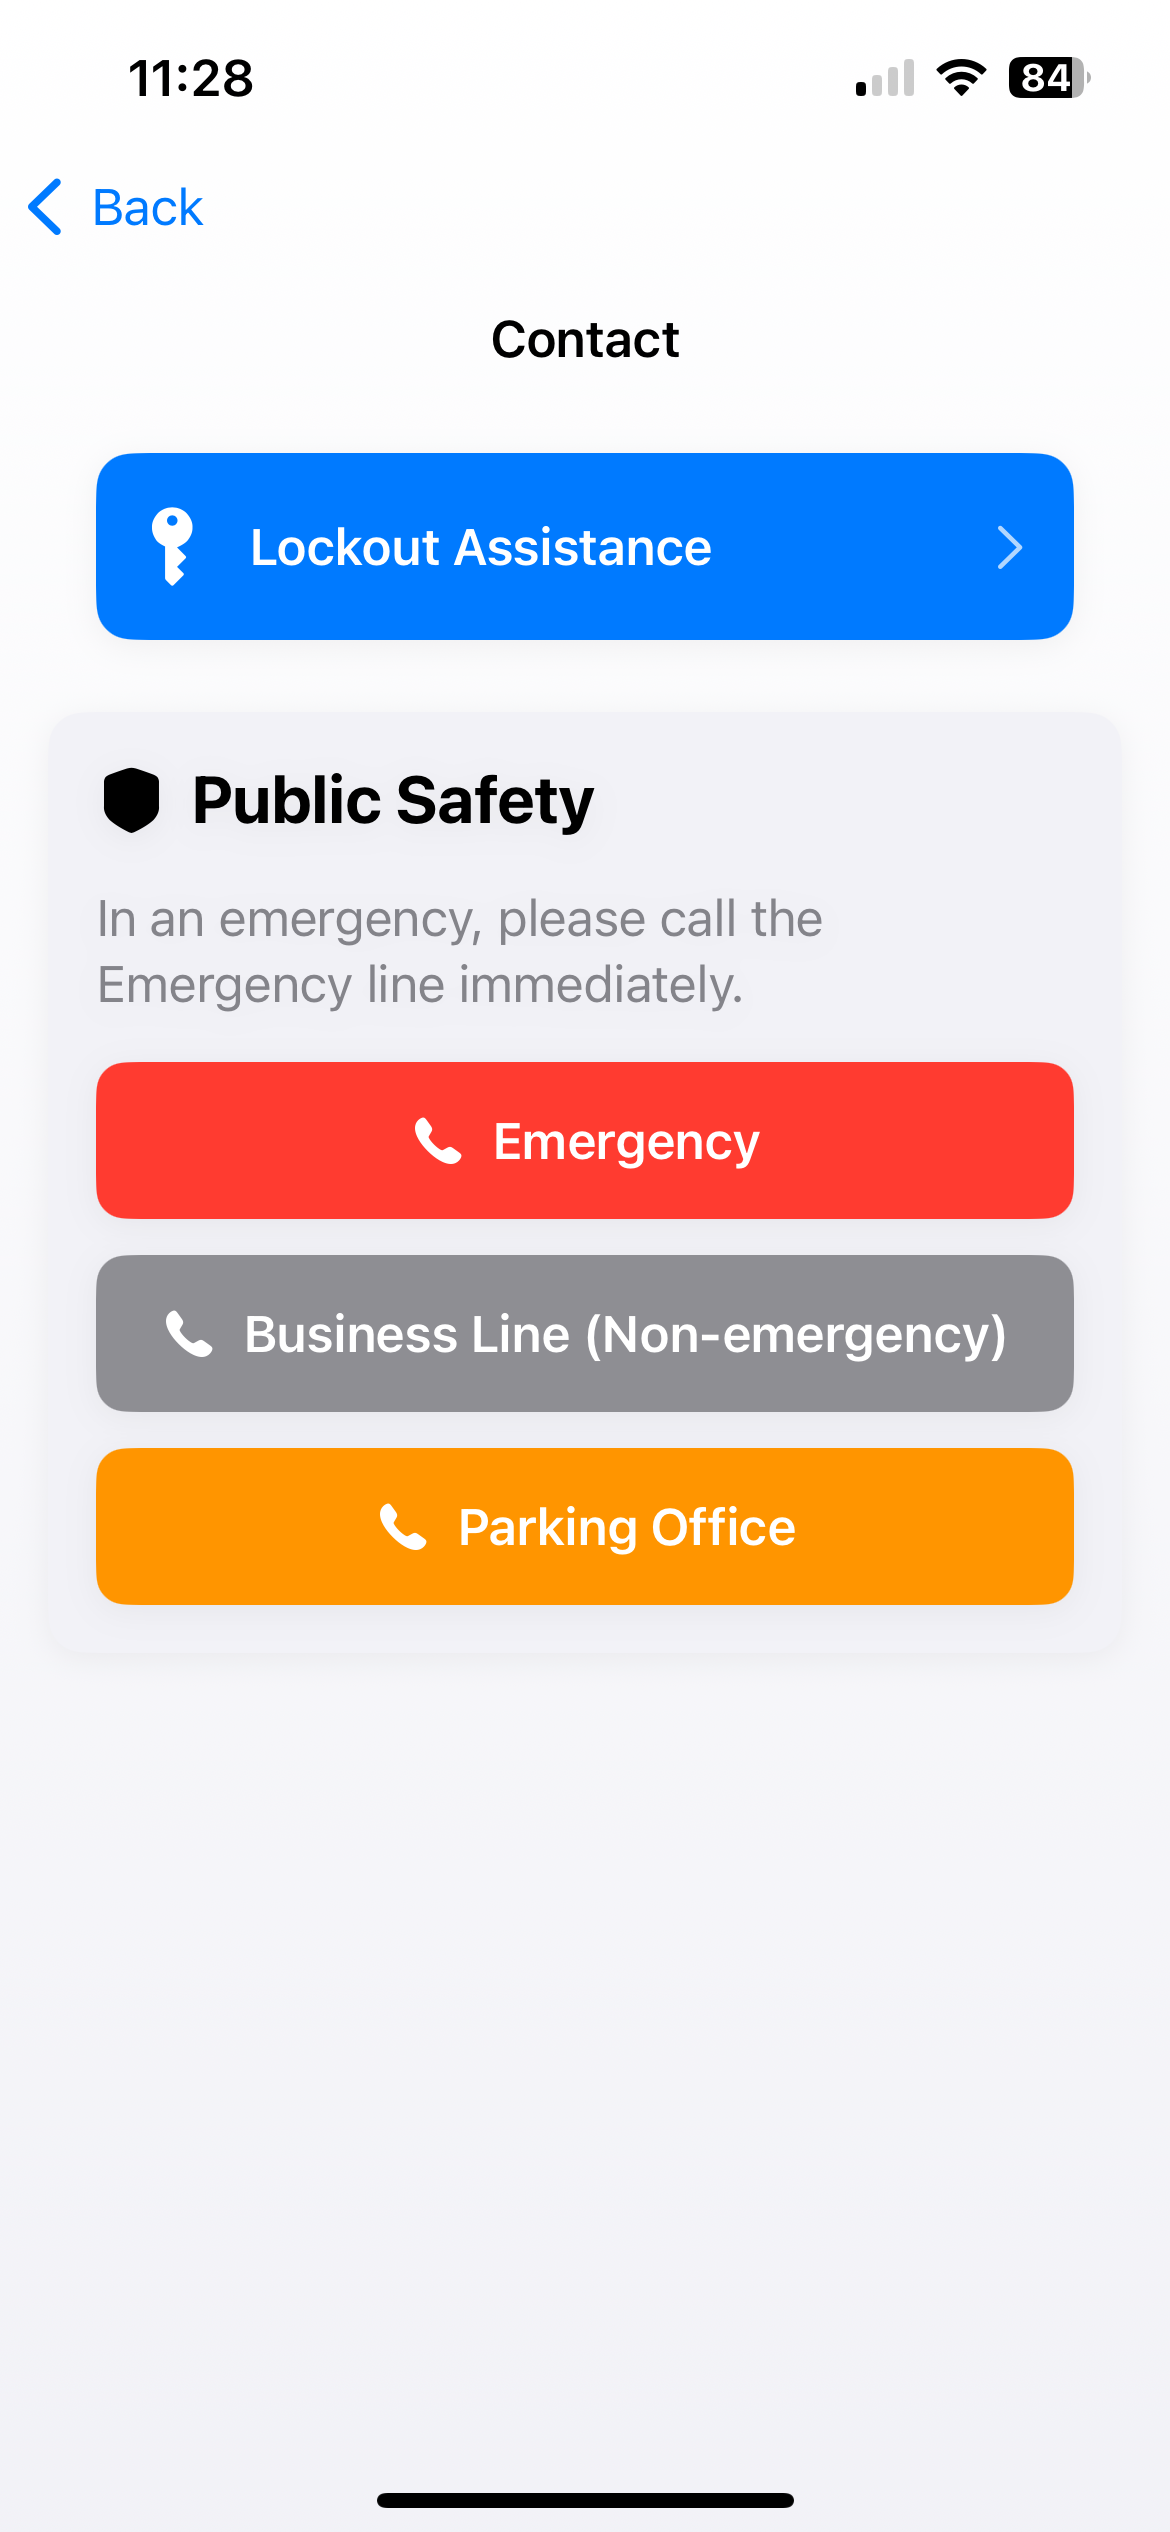 11:28
84
Back
Contact
Lockout Assistance
Public Safety
In an emergency, please call the
Emergency line immediately.
Emergency
Business Line (Non-emergency)
Parking Office